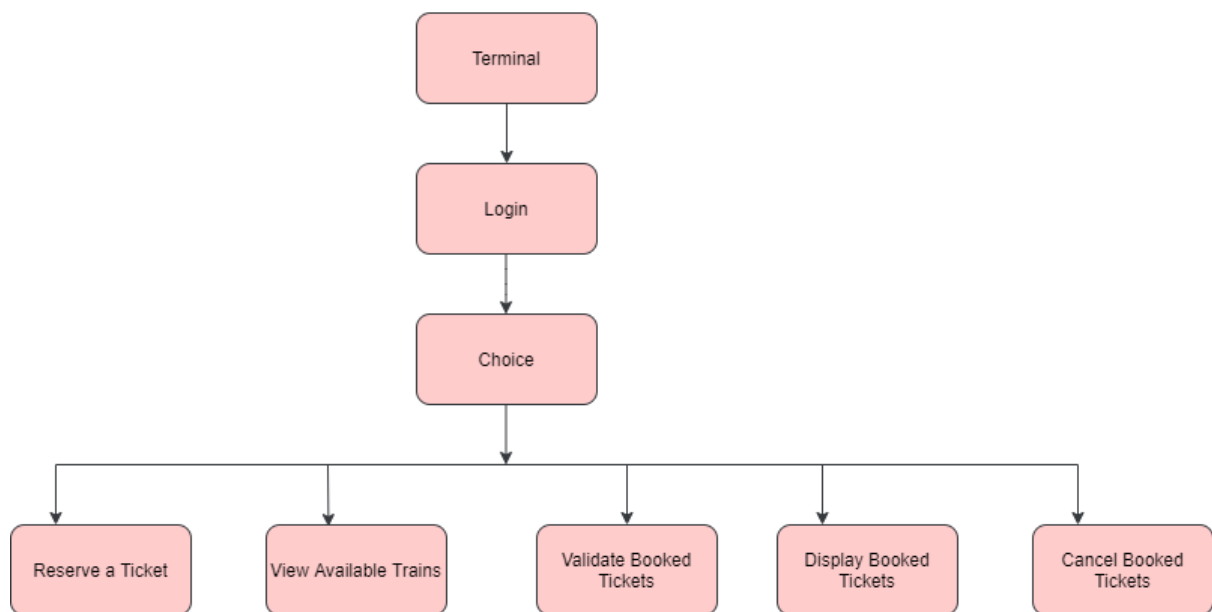 Terminal
Login
Choice
Reserve a Ticket
View Available Trains
Validate Booked
Tickets
Display Booked
Tickets
Cancel Booked
Tickets